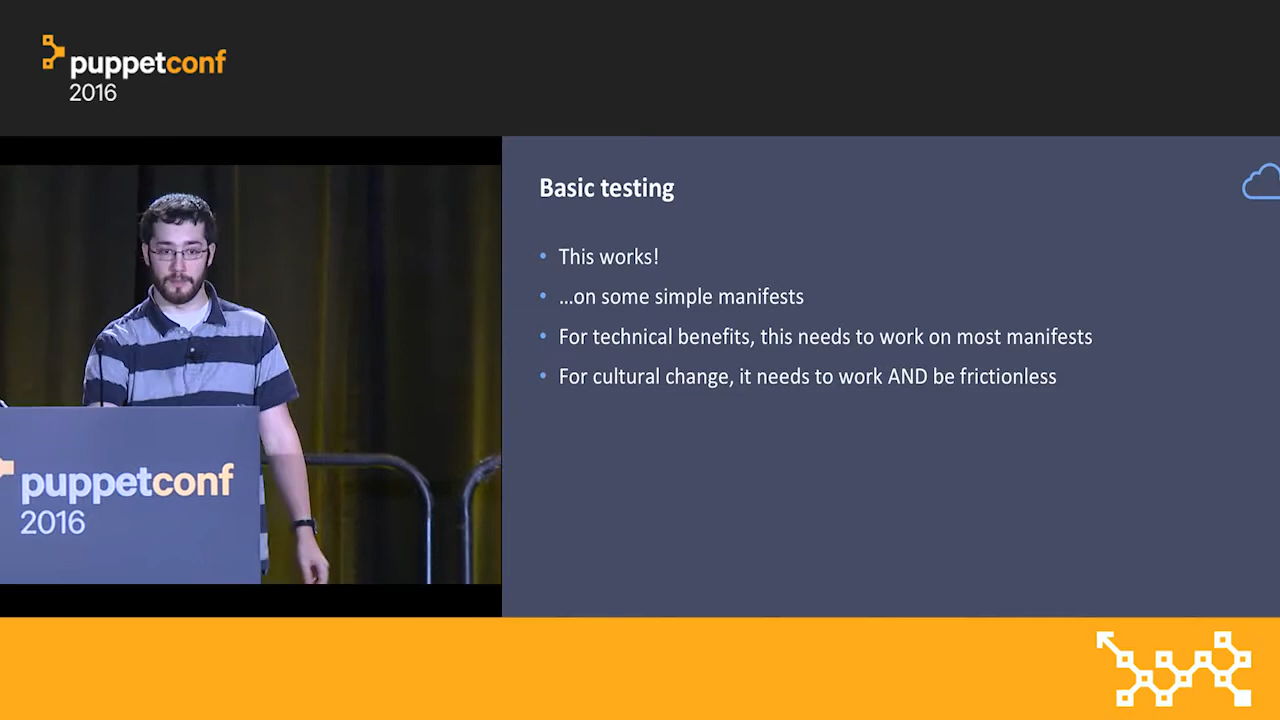 puppetconf
2016
Basic testing
• This works!
• ...on some simple manifests
• For technical benefits, this needs to work on most manifests
• For cultural change, it needs to work AND be frictionless
puppetconf
2016